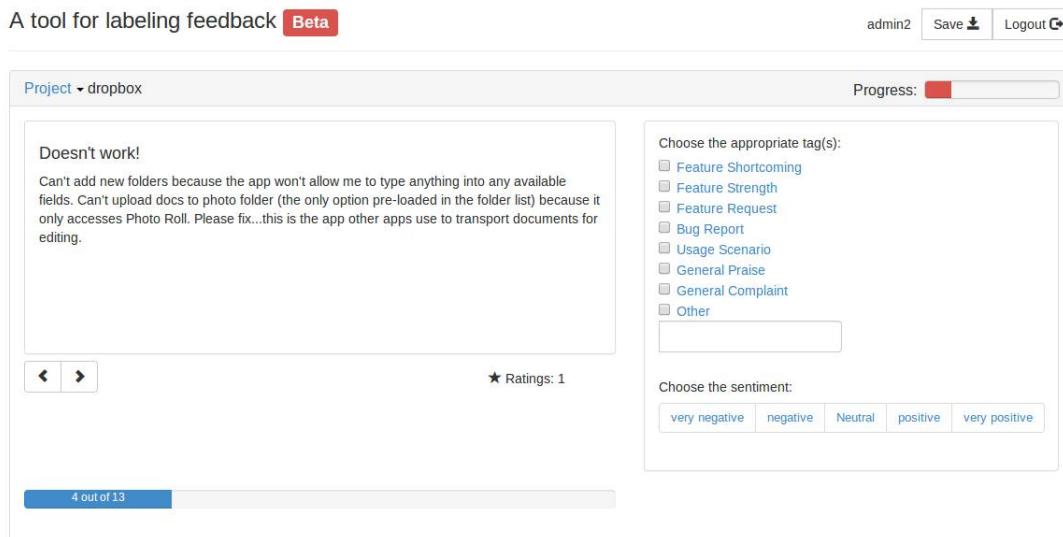 A tool for labeling feedback Beta
admin2 Save Logout
Project dropbox
Progress:
Doesn't work!
Can't add new folders because the app won't allow me to type anything into any available
fields. Can't upload docs to photo folder (the only option pre-loaded in the folder list) because it
only accesses Photo Roll. Please fix...this is the app other apps use to transport documents for
editing.
Ratings: 1
4 out of 13
Choose the appropriate tag(s):
Feature Shortcoming
Feature Strength
Feature Request
Bug Report
Usage Scenario
General Praise
General Complaint
Other
Choose the sentiment:
very negative negative Neutral positive very positive